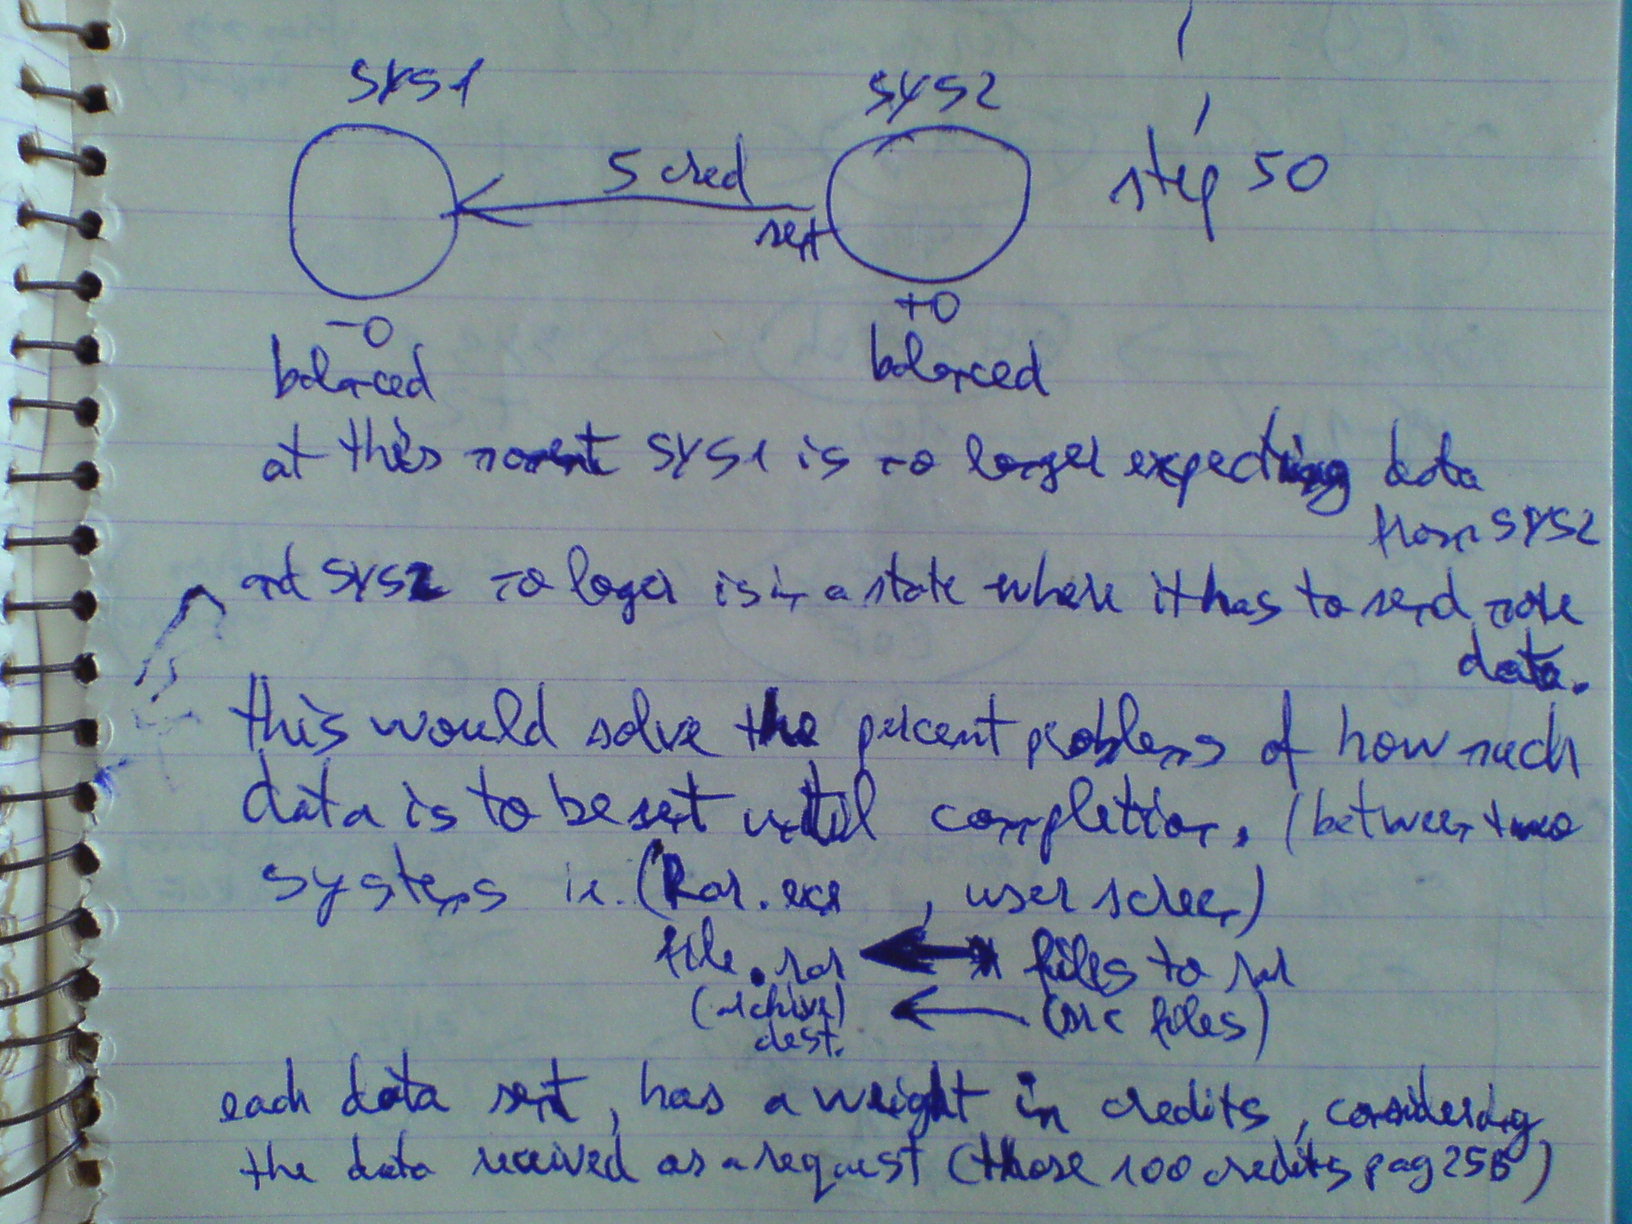 SYS1 SYS2
5 cred step 50
sent
-0 +0
balanced balanced
at this moment SYS1 is no longer expecting data
from SYS2
and SYS2 no longer is in a state where it has to send more
data.
this would solve the percent problems of how much
data is to be sent until completion. (between two
systems ie. (Rar.exe , user screen)
file.rar files to rar
(archive) (src files)
dest.
each data sent, has a weight in credits, considering
the data received as a request (those 100 credits pag 25B)